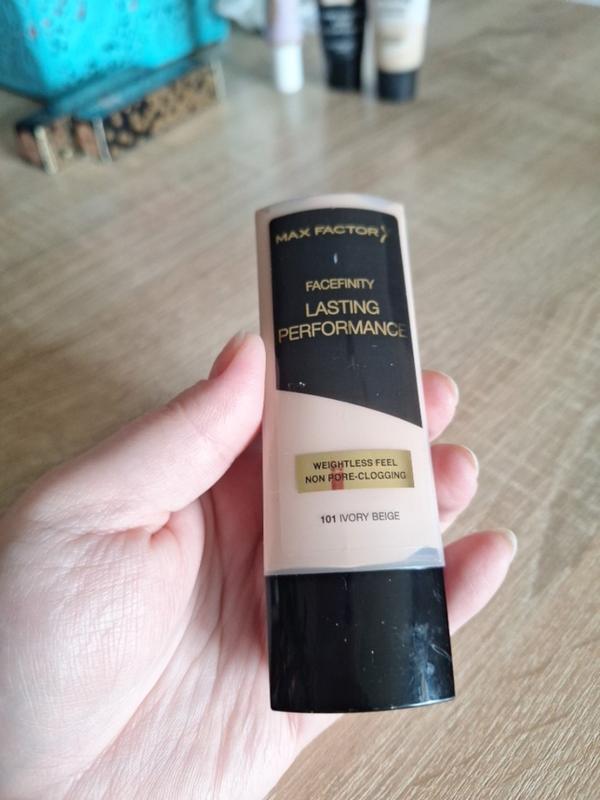 MAX FACTOR
FACEFINITY
LASTING
PERFORMANCE
WEIGHTLESS FEEL
NON PORE-CLOGGING
101 IVORY BEIGE